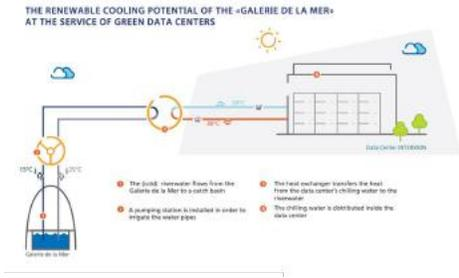 THE RENEWABLE COOLING POTENTIAL OF THE «GALERIE DE LA MER»
AT THE SERVICE OF GREEN DATA CENTERS
15°C
25°C
Data Center INTERXION
Galerie de la Mer
The (cold) riverwater flows from the
Galerie de la Mer to a catch basin
A pumping station is installed in order to
irrigate the water pipes
The heat exchanger transfers the heat
from the data center's chilling water to the
riverwater
The chilling water is distributed inside the
data center